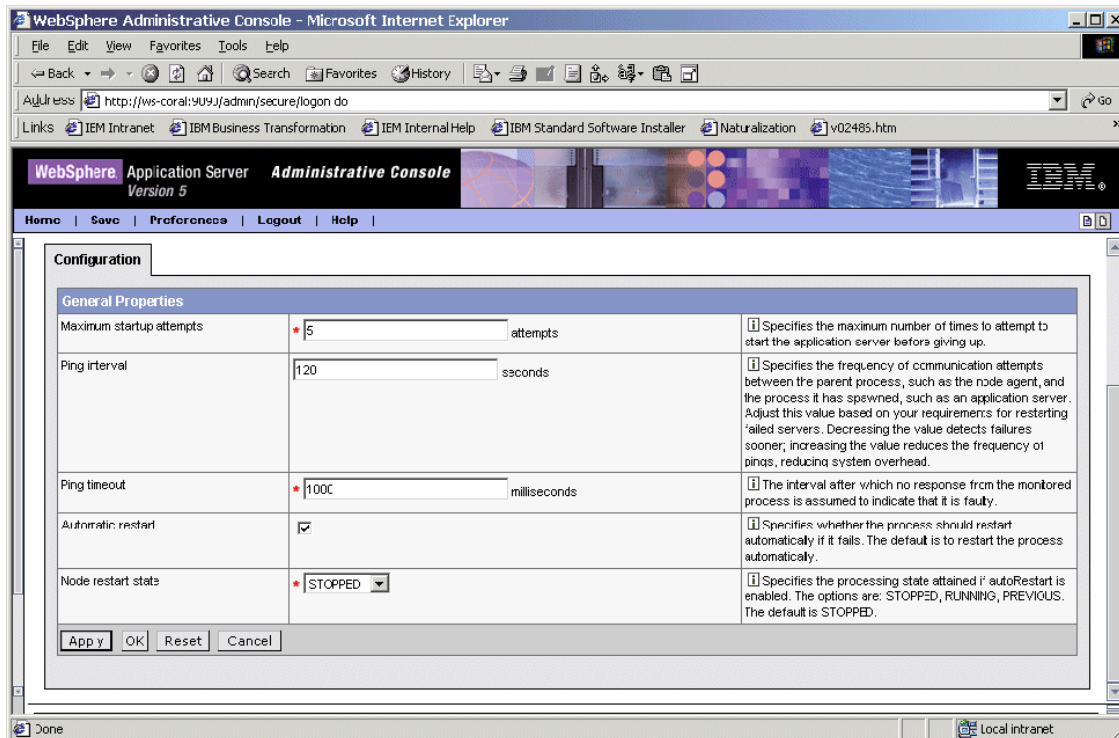 WebSphere Administrative Console - Microsoft Internet Explorer
File Edit View Favorites Tools Help
Back Search Favorites History
Address http://ws-coral:9090/admin/secure/logon do Go
Links IEM Intranet IBM Business Transformation IEM Internal Help IBM Standard Software Installer Naturalization v02486.htm »
WebSphere Application Server Administrative Console
Version 5
IBM
Home | Save | Preferences | Logout | Help |
Configuration
General Properties
Maximum startup attempts * 5 attempts i Specifies the maximum number of times to attempt to
start the application server before giving up.
Ping interval 120 seconds i Specifies the frequency of communication attempts
between the parent process, such as the node agent, and
the process it has spawned, such as an application server.
Adjust this value based on your requirements for restarting
failed servers. Decreasing the value detects failures
sooner; increasing the value reduces the frequency of
pings, reducing system overhead.
Ping timeout * 1000 milliseconds i The interval after which no response from the monitored
process is assumed to indicate that it is faulty.
Automatic restart i Specifies whether the process should restart
automatically if it fails. The default is to restart the process
automatically.
Node restart state * STOPPED i Specifies the processing state attained if autoRestart is
enabled. The options are: STOPPED, RUNNING, PREVIOUS.
The default is STOPPED.
Apply OK Reset Cancel
Done Local intranet